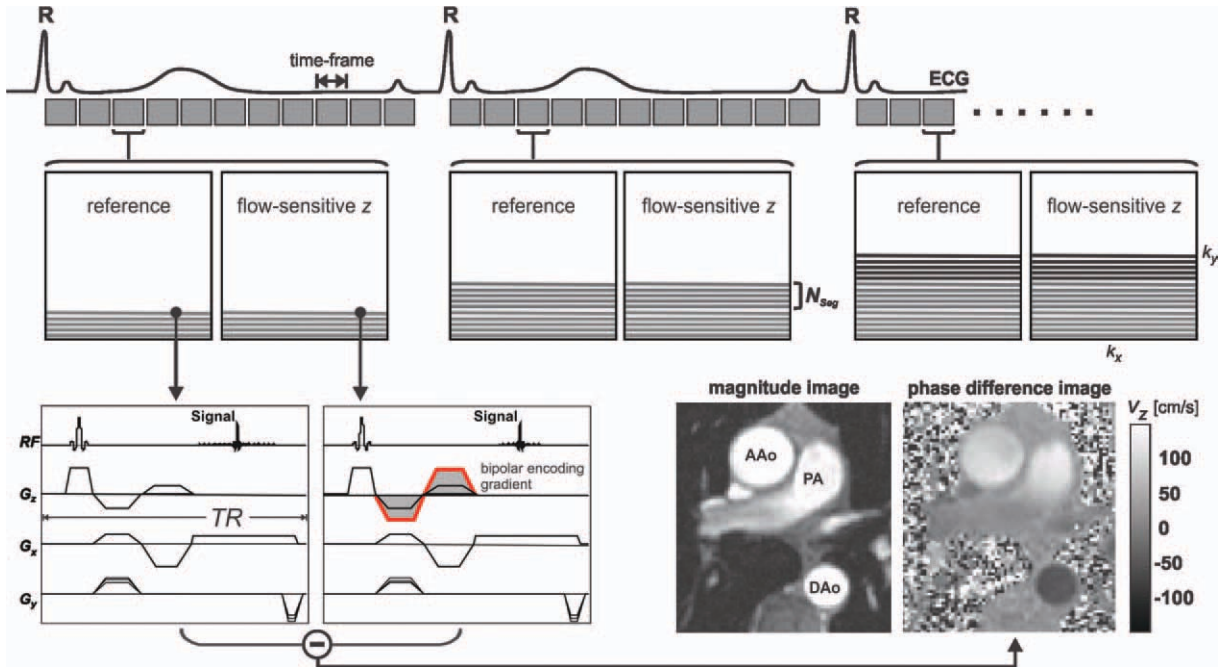 R
R
R
time-frame
ECG
reference
flow-sensitive z
reference
flow-sensitive z
reference
flow-sensitive z
N_Seg
k_y
k_x
RF
Signal
G_z
TR
G_x
G_y
Signal
bipolar encoding
gradient
magnitude image
AAo
PA
DAo
phase difference image
V_Z [cm/s]
100
50
0
-50
-100